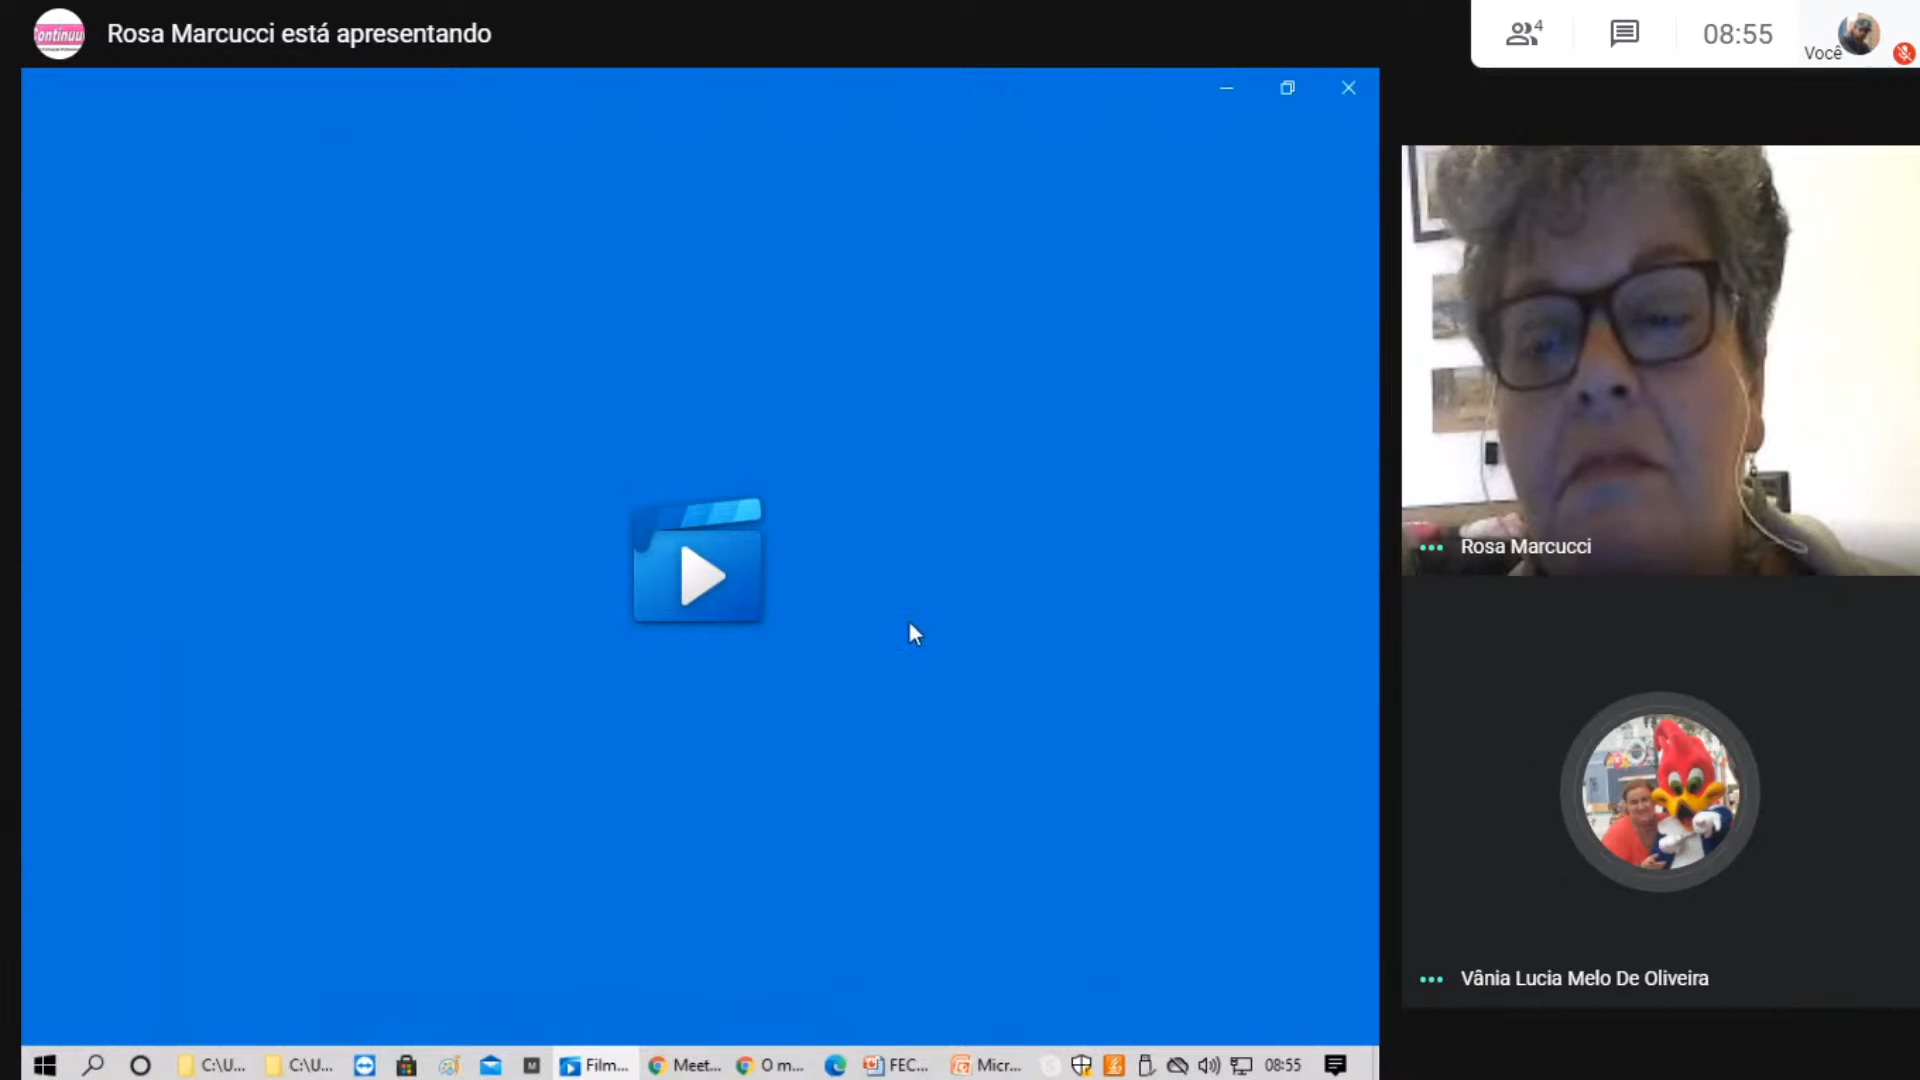 Continuu
Rosa Marcucci está apresentando
4
08:55
Você
Rosa Marcucci
Vânia Lucia Melo De Oliveira
C:\U...
C:\U...
M
Film...
Meet...
O m...
FEC...
Micr...
08:55